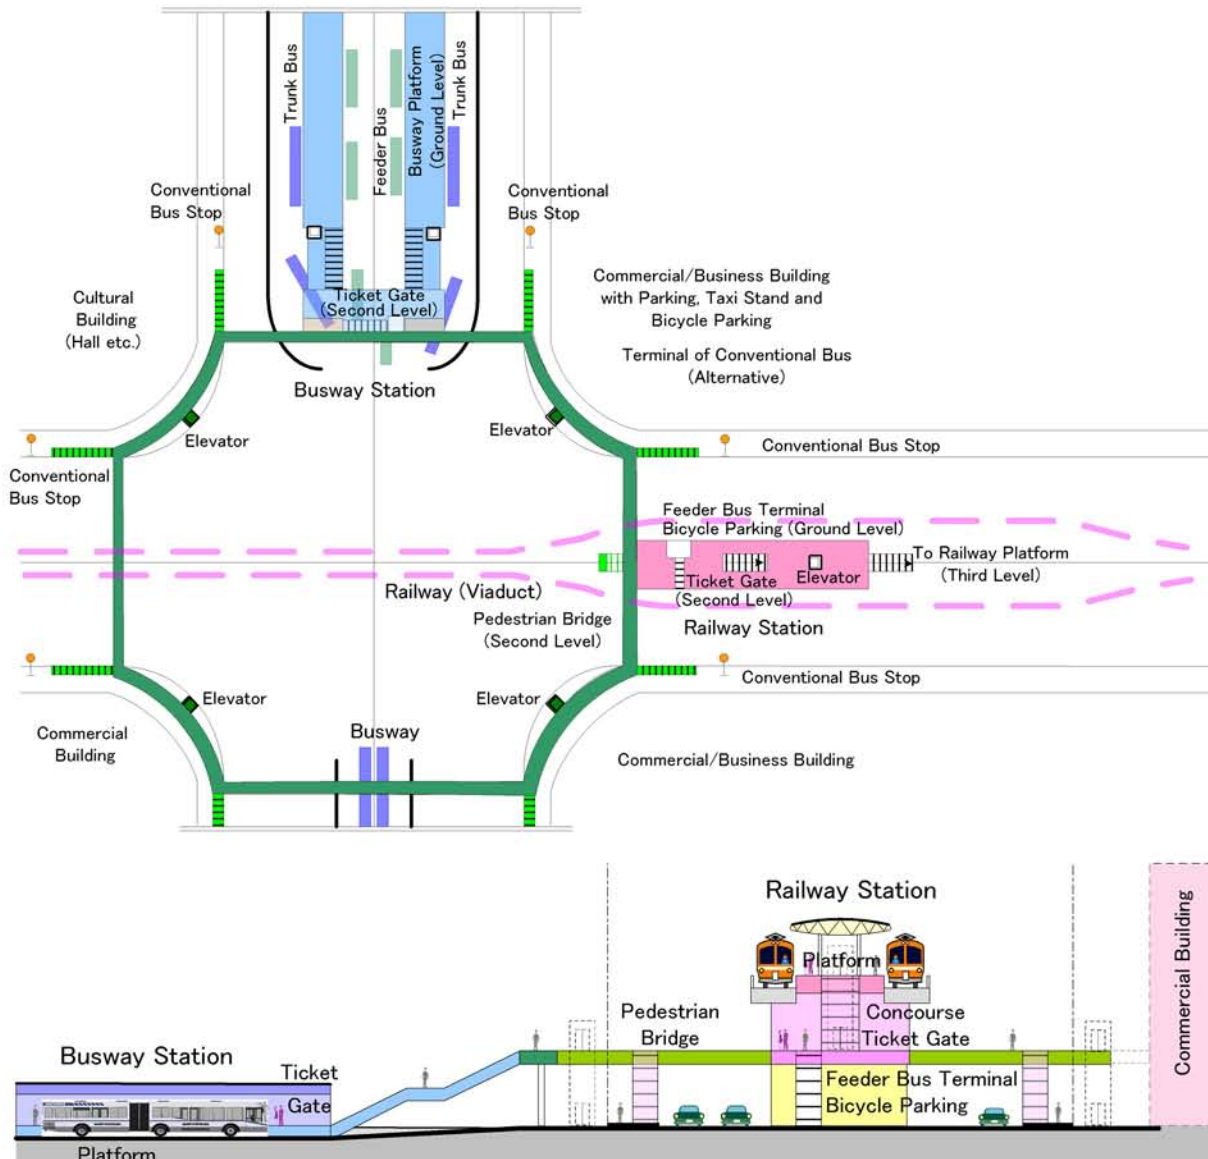 Trunk Bus
Feeder Bus
Busway Platform
(Ground Level)
Trunk Bus
Conventional
Bus Stop
Conventional
Bus Stop
Cultural
Building
(Hall etc.)
Ticket Gate
(Second Level)
Commercial/Business Building
with Parking, Taxi Stand and
Bicycle Parking
Terminal of Conventional Bus
(Alternative)
Busway Station
Elevator
Elevator
Conventional Bus Stop
Conventional
Bus Stop
Feeder Bus Terminal
Bicycle Parking (Ground Level)
To Railway Platform
(Third Level)
Elevator
Ticket Gate
(Second Level)
Railway (Viaduct)
Pedestrian Bridge
(Second Level)
Railway Station
Conventional Bus Stop
Elevator
Elevator
Commercial
Building
Busway
Commercial/Business Building
Railway Station
Commercial Building
Platform
Pedestrian
Bridge
Concourse
Ticket Gate
Busway Station
Ticket
Gate
Feeder Bus Terminal
Bicycle Parking
Platform